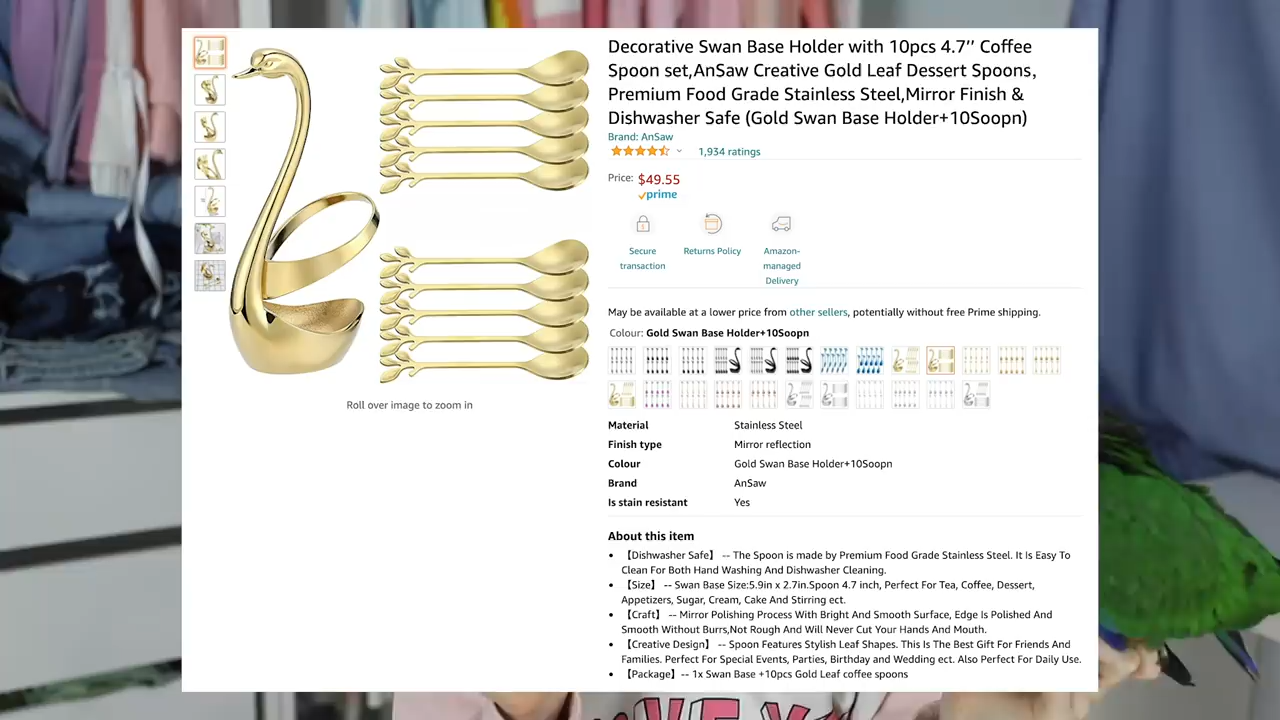 Decorative Swan Base Holder with 10pcs 4.7’’ Coffee
Spoon set,AnSaw Creative Gold Leaf Dessert Spoons,
Premium Food Grade Stainless Steel,Mirror Finish &
Dishwasher Safe (Gold Swan Base Holder+10Soopn)
Brand: AnSaw
1,934 ratings
Price: $49.55
prime
Secure transaction
Returns Policy
Amazon-managed Delivery
May be available at a lower price from other sellers, potentially without free Prime shipping.
Colour: Gold Swan Base Holder+10Soopn
Roll over image to zoom in
Material Stainless Steel
Finish type Mirror reflection
Colour Gold Swan Base Holder+10Soopn
Brand AnSaw
Is stain resistant Yes
About this item
• 【Dishwasher Safe】 -- The Spoon is made by Premium Food Grade Stainless Steel. It Is Easy To
Clean For Both Hand Washing And Dishwasher Cleaning.
• 【Size】 -- Swan Base Size:5.9in x 2.7in.Spoon 4.7 inch, Perfect For Tea, Coffee, Dessert,
Appetizers, Sugar, Cream, Cake And Stirring ect.
• 【Craft】 -- Mirror Polishing Process With Bright And Smooth Surface, Edge Is Polished And
Smooth Without Burrs,Not Rough And Will Never Cut Your Hands And Mouth.
• 【Creative Design】 -- Spoon Features Stylish Leaf Shapes. This Is The Best Gift For Friends And
Families. Perfect For Special Events, Parties, Birthday and Wedding ect. Also Perfect For Daily Use.
• 【Package】-- 1x Swan Base +10pcs Gold Leaf coffee spoons